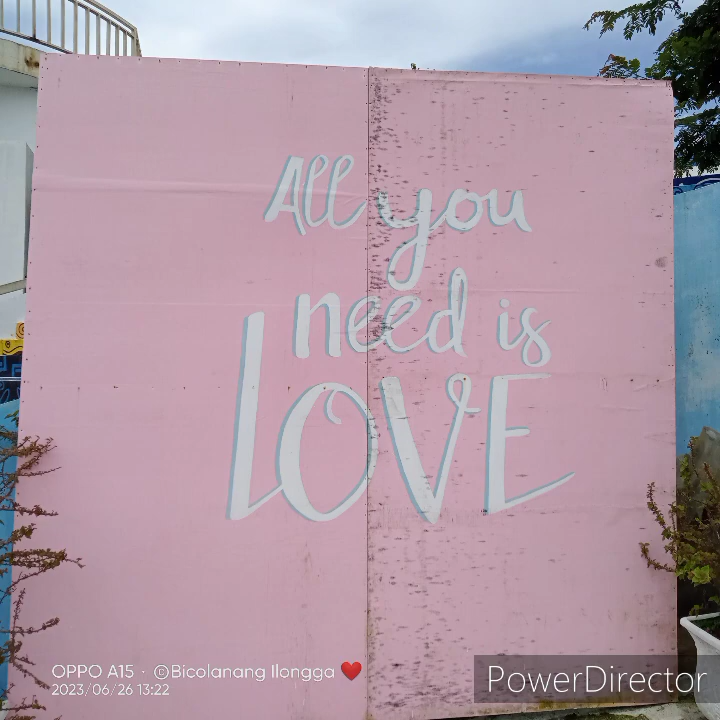 All you
need is
LOVE
OPPO A15 · ©Bicolanang Ilongga ❤️
2023/06/26 13:22
PowerDirector